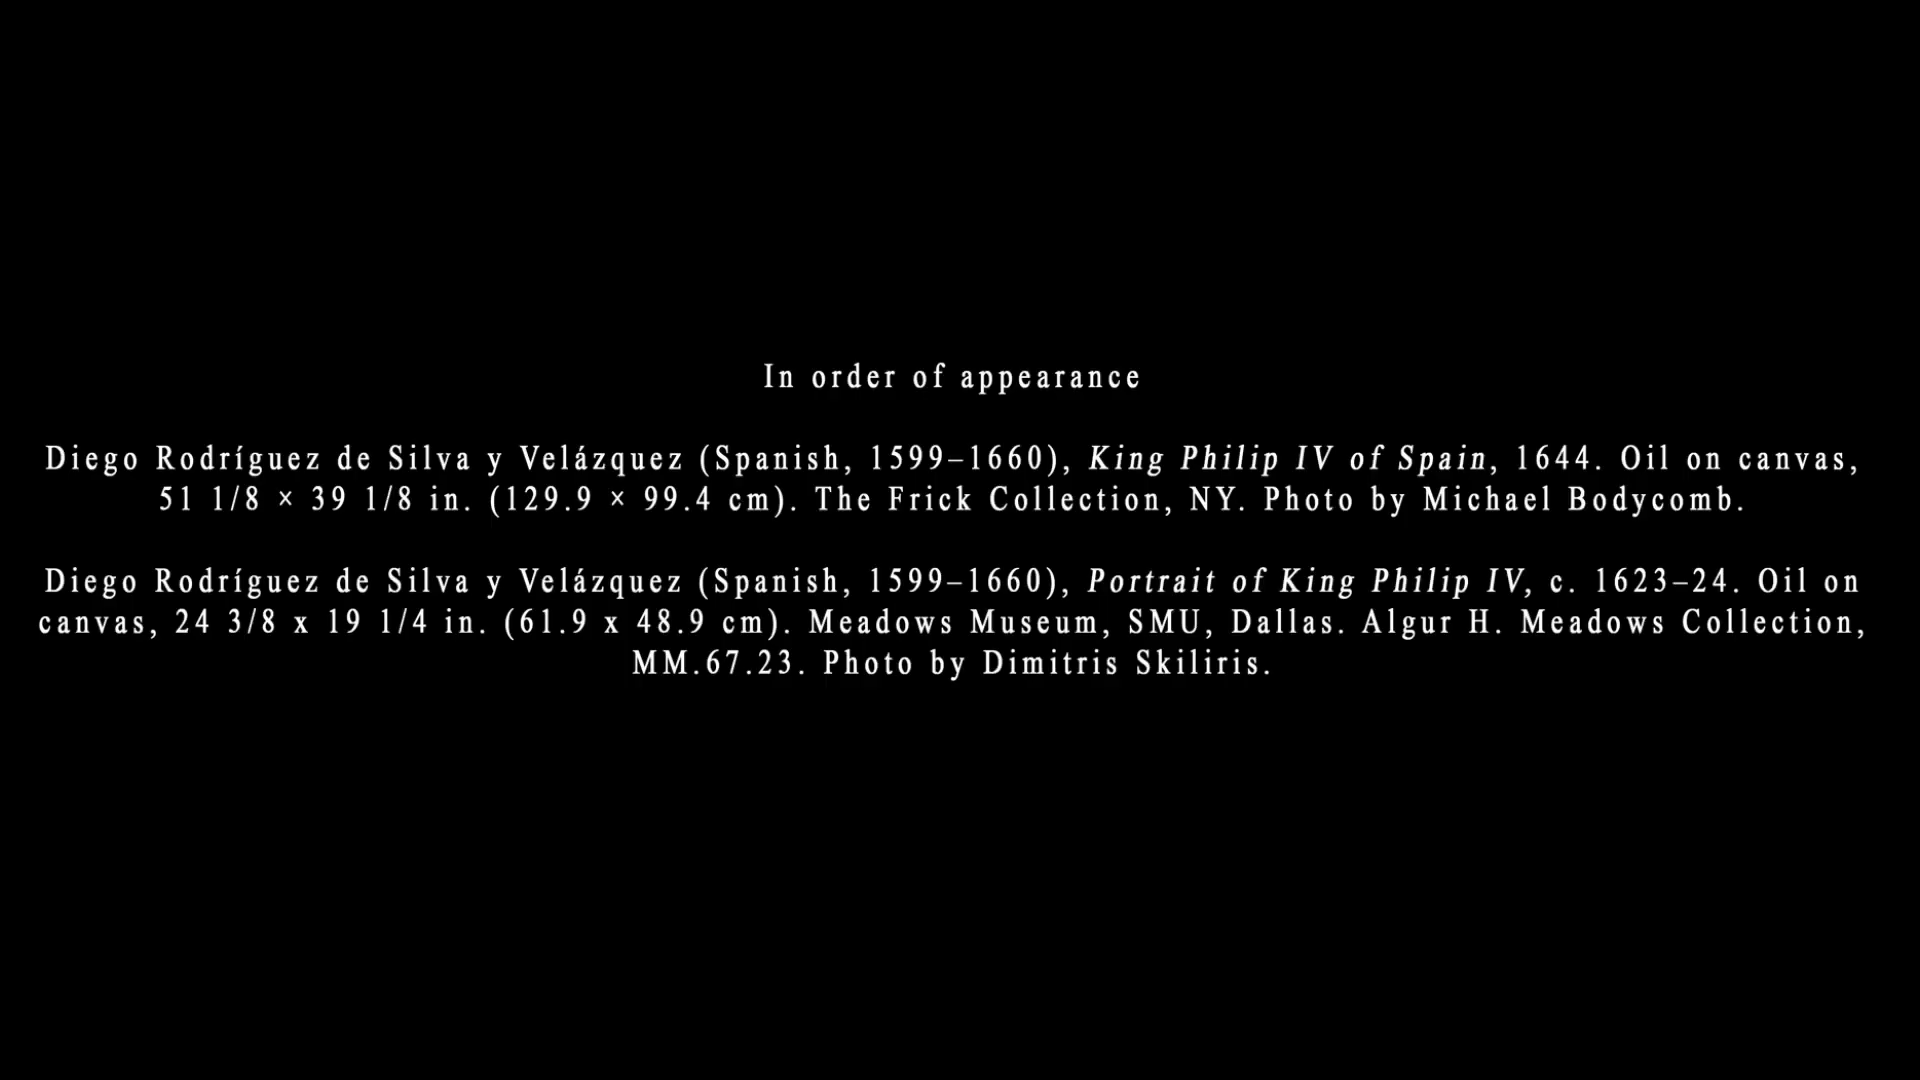 In order of appearance
Diego Rodríguez de Silva y Velázquez (Spanish, 1599–1660), King Philip IV of Spain, 1644. Oil on canvas,
51 1/8 × 39 1/8 in. (129.9 × 99.4 cm). The Frick Collection, NY. Photo by Michael Bodycomb.
Diego Rodríguez de Silva y Velázquez (Spanish, 1599–1660), Portrait of King Philip IV, c. 1623–24. Oil on
canvas, 24 3/8 x 19 1/4 in. (61.9 x 48.9 cm). Meadows Museum, SMU, Dallas. Algur H. Meadows Collection,
MM.67.23. Photo by Dimitris Skiliris.